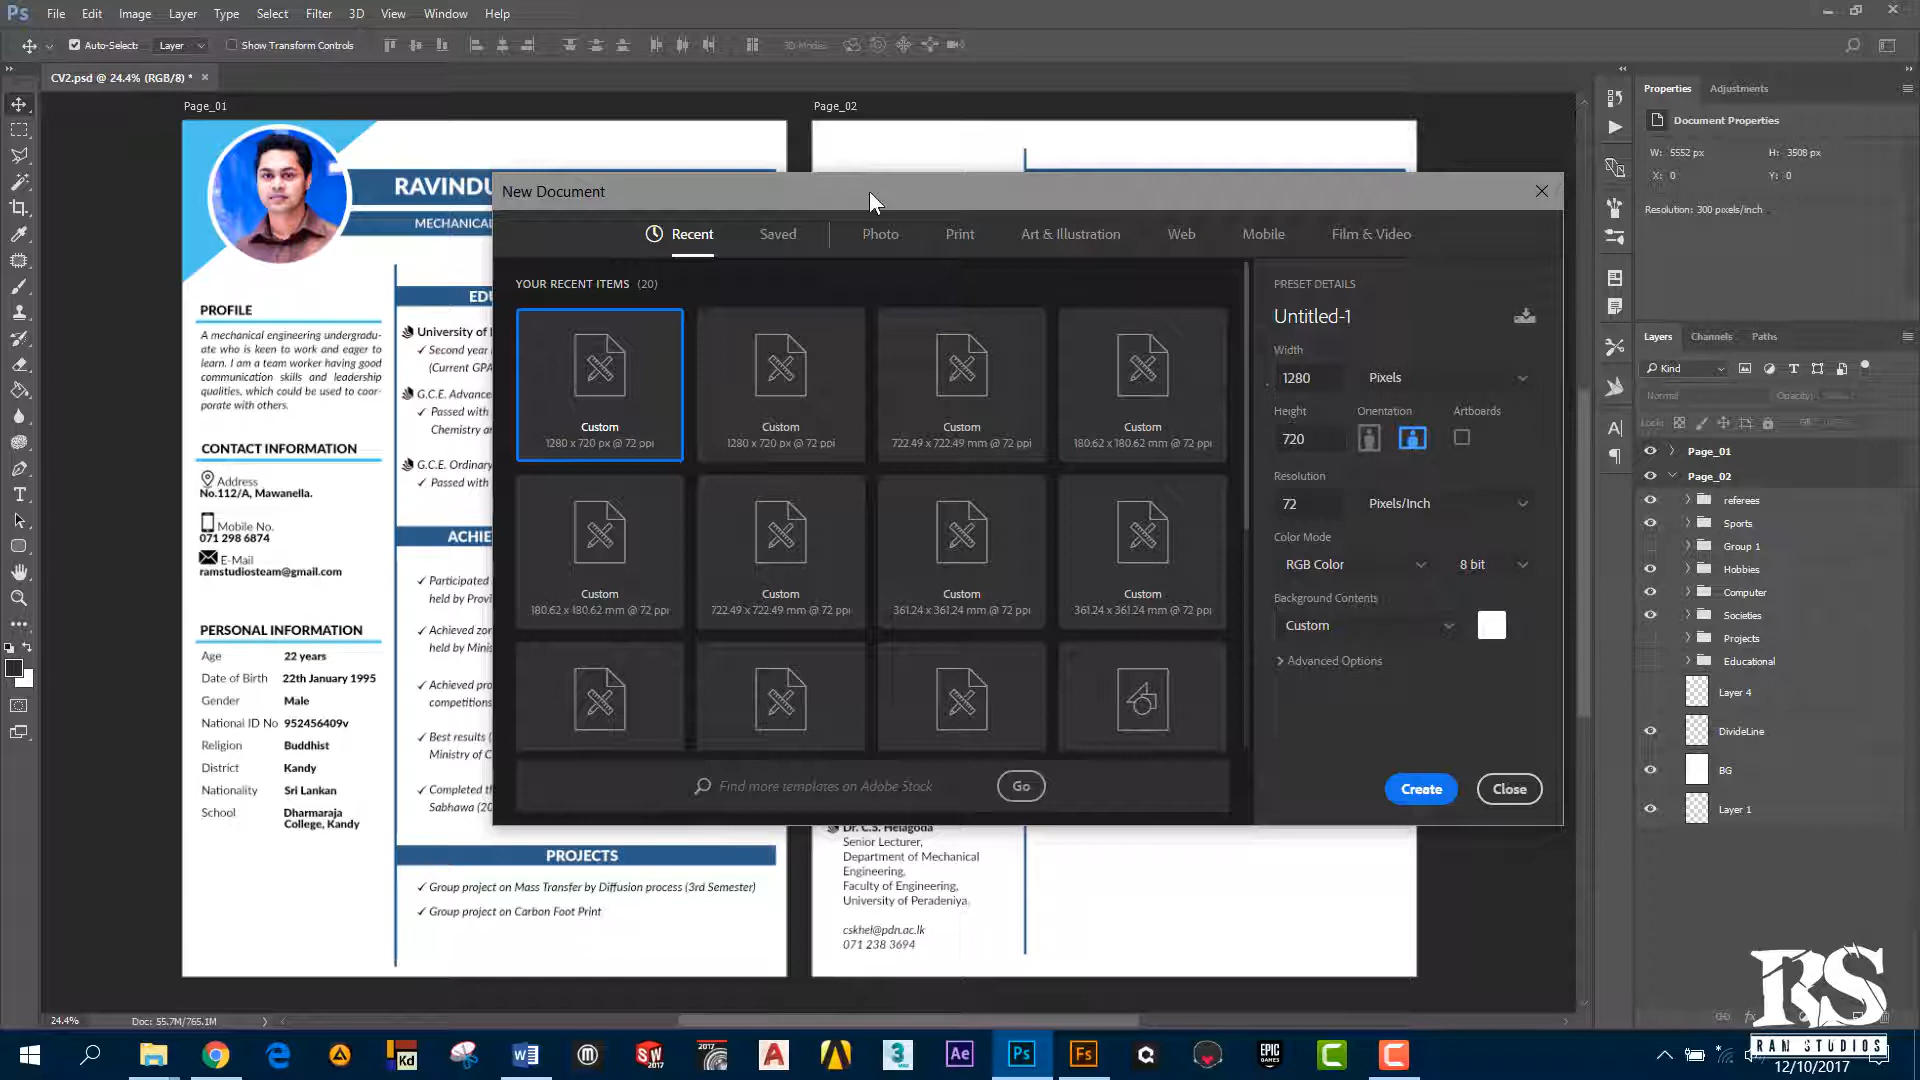 Ps File Edit Image Layer Type Select Filter 3D View Window Help
Auto-Select: Layer Show Transform Controls 3D Mode:
CV2.psd @ 24.4% (RGB/8) * ×
Page_01
Page_02
RAVINDU
MECHANICAL
PROFILE
A mechanical engineering undergradu-
ate who is keen to work and eager to
learn. I am a team worker having good
communication skills and leadership
qualities, which could be used to coor-
porate with others.
CONTACT INFORMATION
Address
No.112/A, Mawanella.
Mobile No.
071 298 6874
E-Mail
ramstudiosteam@gmail.com
PERSONAL INFORMATION
Age 22 years
Date of Birth 22th January 1995
Gender Male
National ID No 952456409v
Religion Buddhist
District Kandy
Nationality Sri Lankan
School Dharmaraja
College, Kandy
EDU
University of
✓ Second year
(Current GPA
G.C.E. Advance
✓ Passed with
Chemistry an
G.C.E. Ordinary
✓ Passed with
ACHIE
✓ Participated
held by Provi
✓ Achieved zon
held by Minis
✓ Achieved pro
competitions
✓ Best results (
Ministry of C
✓ Completed th
Sabhawa (20
PROJECTS
✓ Group project on Mass Transfer by Diffusion process (3rd Semester)
✓ Group project on Carbon Foot Print
New Document
Recent Saved Photo Print Art & Illustration Web Mobile Film & Video
YOUR RECENT ITEMS (20)
Custom Custom Custom Custom
1280 x 720 px @ 72 ppi 1280 x 720 px @ 72 ppi 722.49 x 722.49 mm @ 72 ppi 180.62 x 180.62 mm @ 72 ppi
Custom Custom Custom Custom
180.62 x 180.62 mm @ 72 ppi 722.49 x 722.49 mm @ 72 ppi 361.24 x 361.24 mm @ 72 ppi 361.24 x 361.24 mm @ 72 ppi
Find more templates on Adobe Stock Go
PRESET DETAILS
Untitled-1
Width
1280 Pixels
Height Orientation Artboards
720
Resolution
72 Pixels/Inch
Color Mode
RGB Color 8 bit
Background Contents
Custom
Advanced Options
Create Close
Dr. C.S. Helagoda
Senior Lecturer,
Department of Mechanical
Engineering,
Faculty of Engineering,
University of Peradeniya.
cskhel@pdn.ac.lk
071 238 3694
Properties Adjustments
Document Properties
W: 5552 px H: 3508 px
X: 0 Y: 0
Resolution: 300 pixels/inch
Layers Channels Paths
Kind
Normal Opacity:
Lock:
Page_01
Page_02
referees
Sports
Group 1
Hobbies
Computer
Societies
Projects
Educational
Layer 4
DivideLine
BG
Layer 1
24.4% Doc: 55.7M/765.1M
RS
RAM STUDIOS
Kd SW 2017 2017 A 3 Ae Ps Fs EPIC GAMES C C
12/10/2017